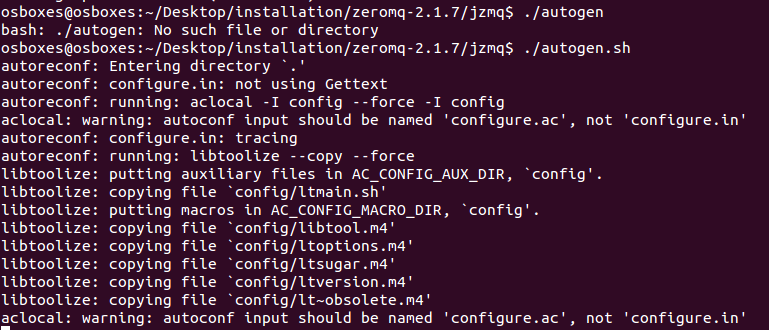 osboxes@osboxes:~/Desktop/installation/zeromq-2.1.7/jzmq$ ./autogen
bash: ./autogen: No such file or directory
osboxes@osboxes:~/Desktop/installation/zeromq-2.1.7/jzmq$ ./autogen.sh
autoreconf: Entering directory `.'
autoreconf: configure.in: not using Gettext
autoreconf: running: aclocal -I config --force -I config
aclocal: warning: autoconf input should be named 'configure.ac', not 'configure.in'
autoreconf: configure.in: tracing
autoreconf: running: libtoolize --copy --force
libtoolize: putting auxiliary files in AC_CONFIG_AUX_DIR, `config'.
libtoolize: copying file `config/ltmain.sh'
libtoolize: putting macros in AC_CONFIG_MACRO_DIR, `config'.
libtoolize: copying file `config/libtool.m4'
libtoolize: copying file `config/ltoptions.m4'
libtoolize: copying file `config/ltsugar.m4'
libtoolize: copying file `config/ltversion.m4'
libtoolize: copying file `config/lt~obsolete.m4'
aclocal: warning: autoconf input should be named 'configure.ac', not 'configure.in'